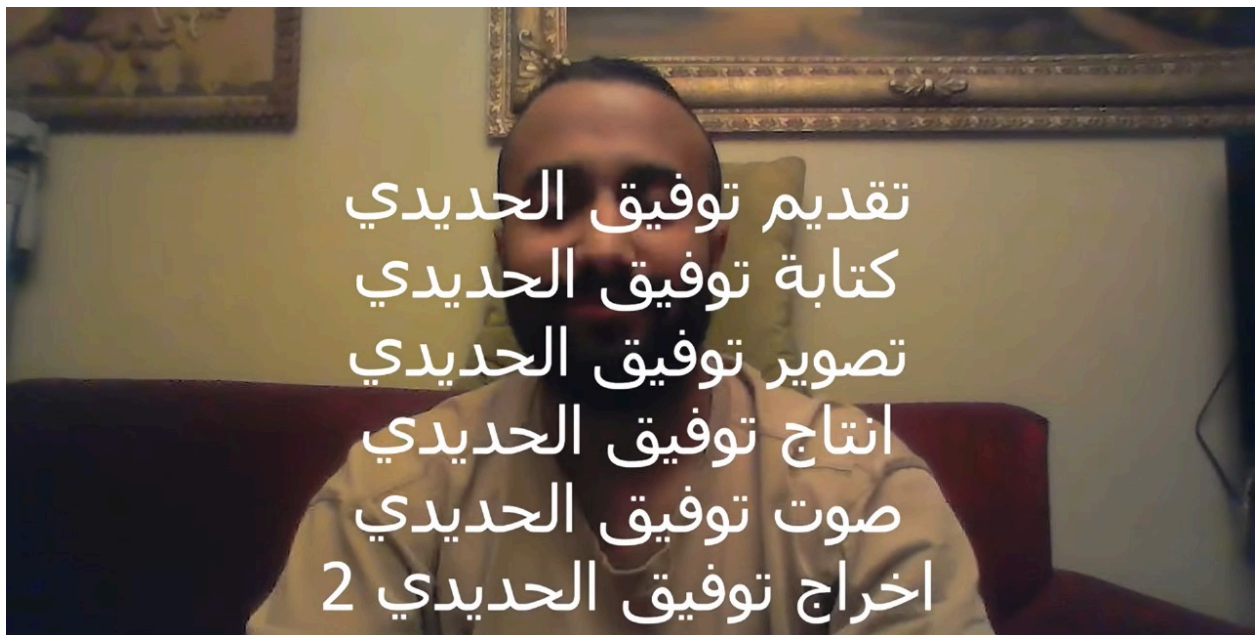 تقديم توفيق الحديدي
كتابة توفيق الحديدي
تصوير توفيق الحديدي
انتاج توفيق الحديدي
صوت توفيق الحديدي
اخراج توفيق الحديدي 2